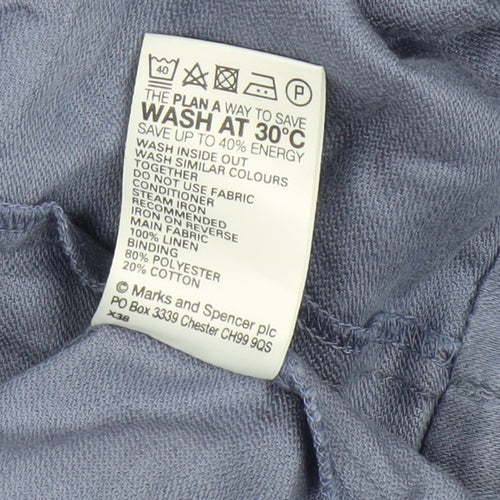 40 P
THE PLAN A WAY TO SAVE
WASH AT 30°C
SAVE UP TO 40% ENERGY
WASH INSIDE OUT
WASH SIMILAR COLOURS
TOGETHER
DO NOT USE FABRIC
CONDITIONER
STEAM IRON
RECOMMENDED
IRON ON REVERSE
MAIN FABRIC
100% LINEN
BINDING
80% POLYESTER
20% COTTON
© Marks and Spencer plc
PO Box 3339 Chester CH99 9QS
X38